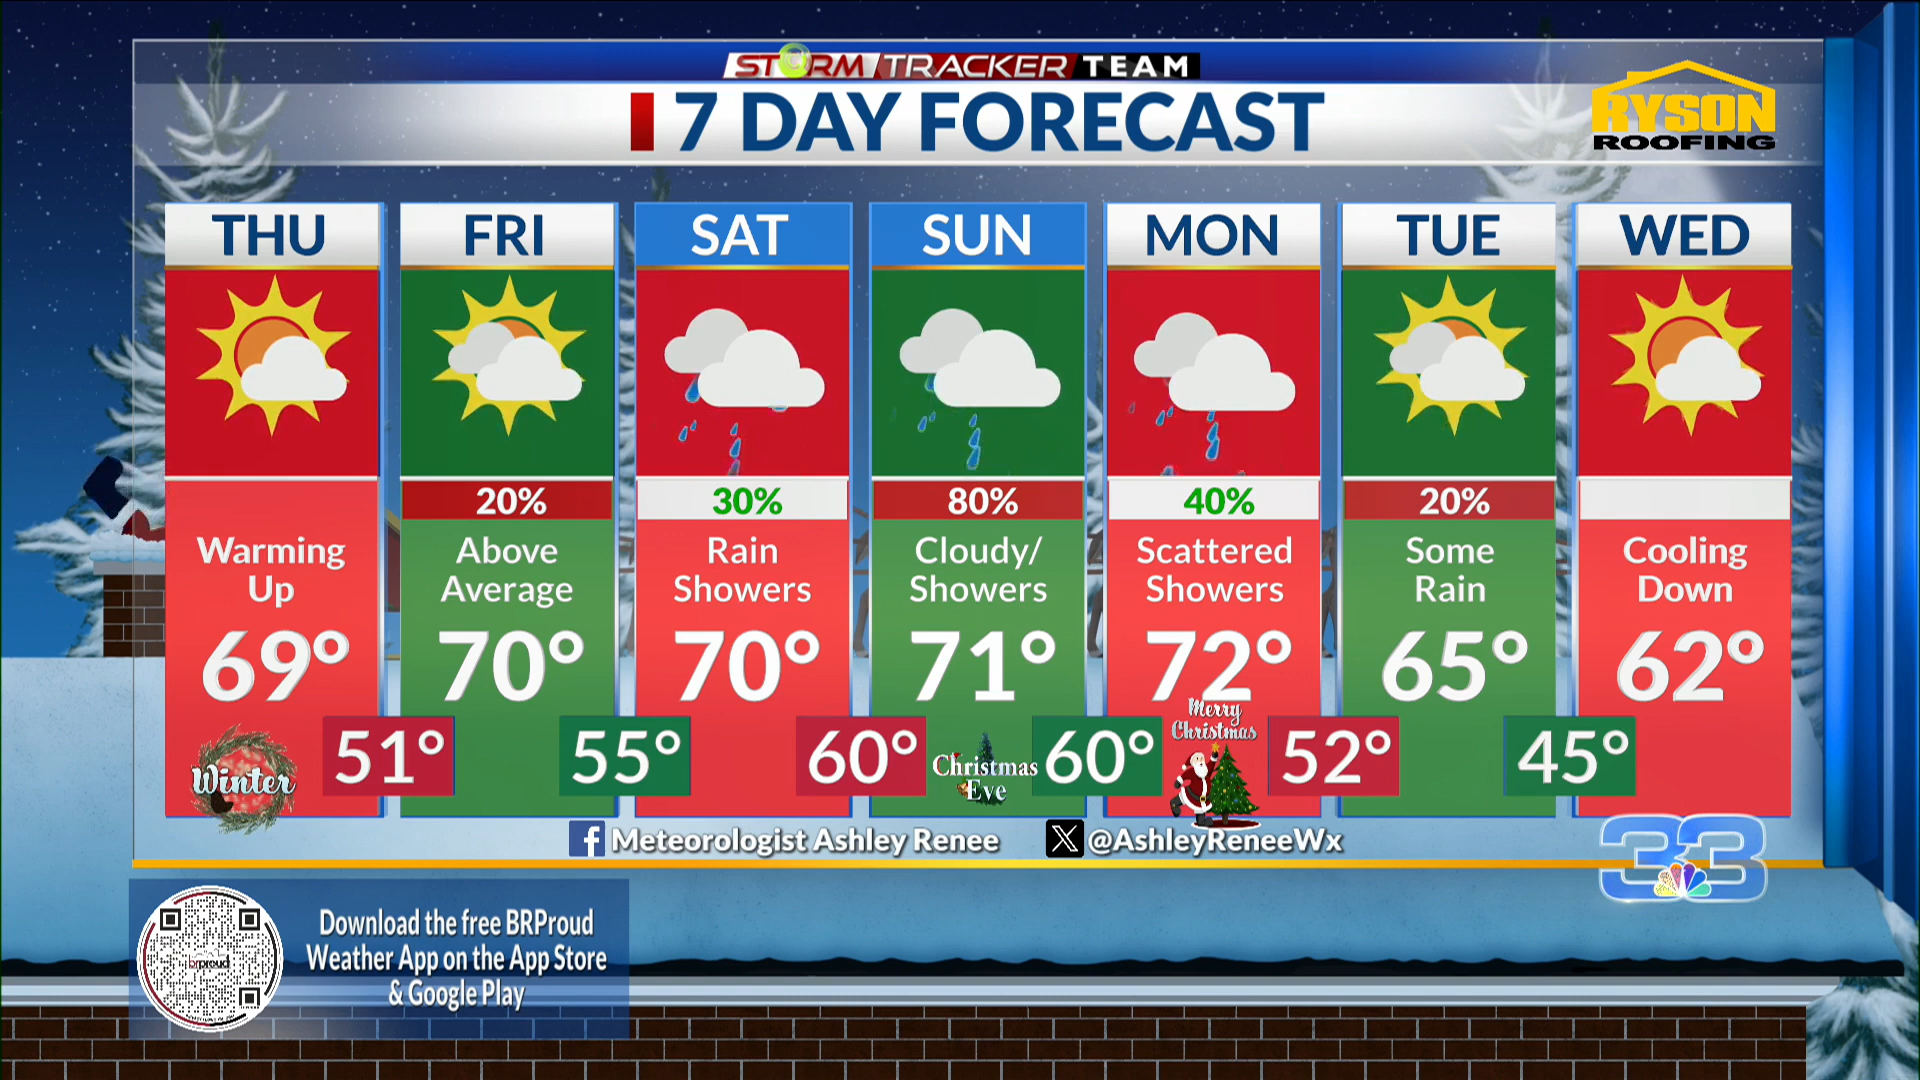 STORM TRACKER TEAM
7 DAY FORECAST
RYSON
ROOFING
THU
FRI
SAT
SUN
MON
TUE
WED
20%
30%
80%
40%
20%
Warming
Up
Above
Average
Rain
Showers
Cloudy/
Showers
Scattered
Showers
Some
Rain
Cooling
Down
69°
70°
70°
71°
72°
65°
62°
Winter
51°
55°
60°
Christmas
Eve
60°
Merry
Christmas
52°
45°
Meteorologist Ashley Renee
@AshleyReneeWx
33
brproud
Download the free BRProud
Weather App on the App Store
& Google Play